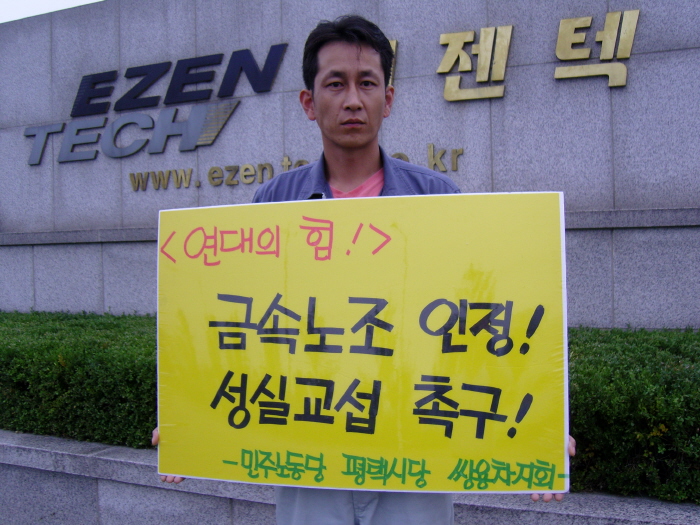 EZEN
TECH
젠텍
www.ezen
.kr
<연대의 힘!>
금속노조 인정!
성실교섭 촉구!
-민주노동당 평택시당 쌍용차지회-